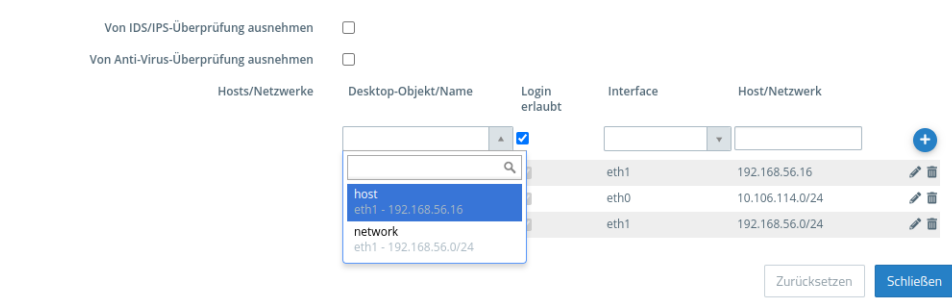 Von IDS/IPS-Überprüfung ausnehmen
Von Anti-Virus-Überprüfung ausnehmen
Hosts/Netzwerke Desktop-Objekt/Name Login erlaubt Interface Host/Netzwerk
eth1 192.168.56.16
host
eth1 - 192.168.56.16
eth0 10.106.114.0/24
network
eth1 192.168.56.0/24
eth1 - 192.168.56.0/24
Zurücksetzen Schließen